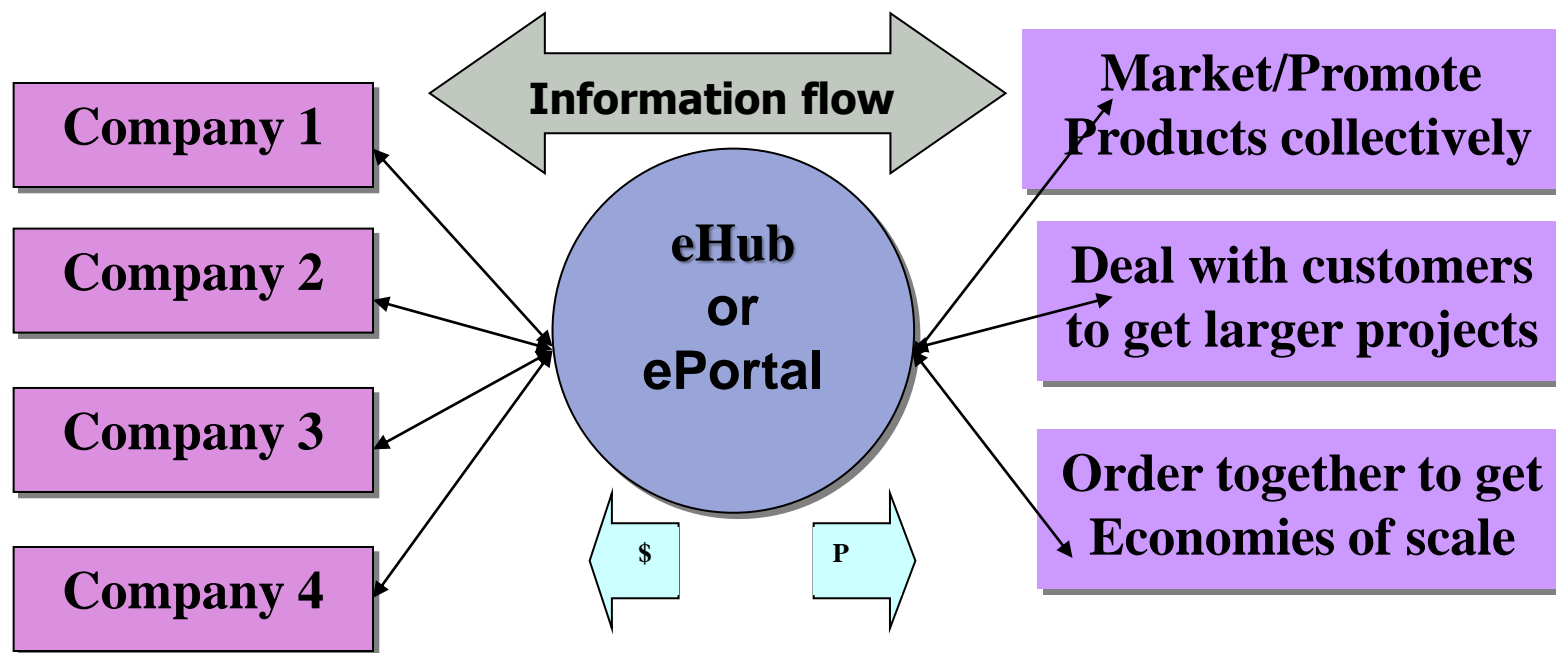 Information flow
Company 1
Company 2
Company 3
Company 4
eHub
or
ePortal
$
P
Market/Promote
Products collectively
Deal with customers
to get larger projects
Order together to get
Economies of scale